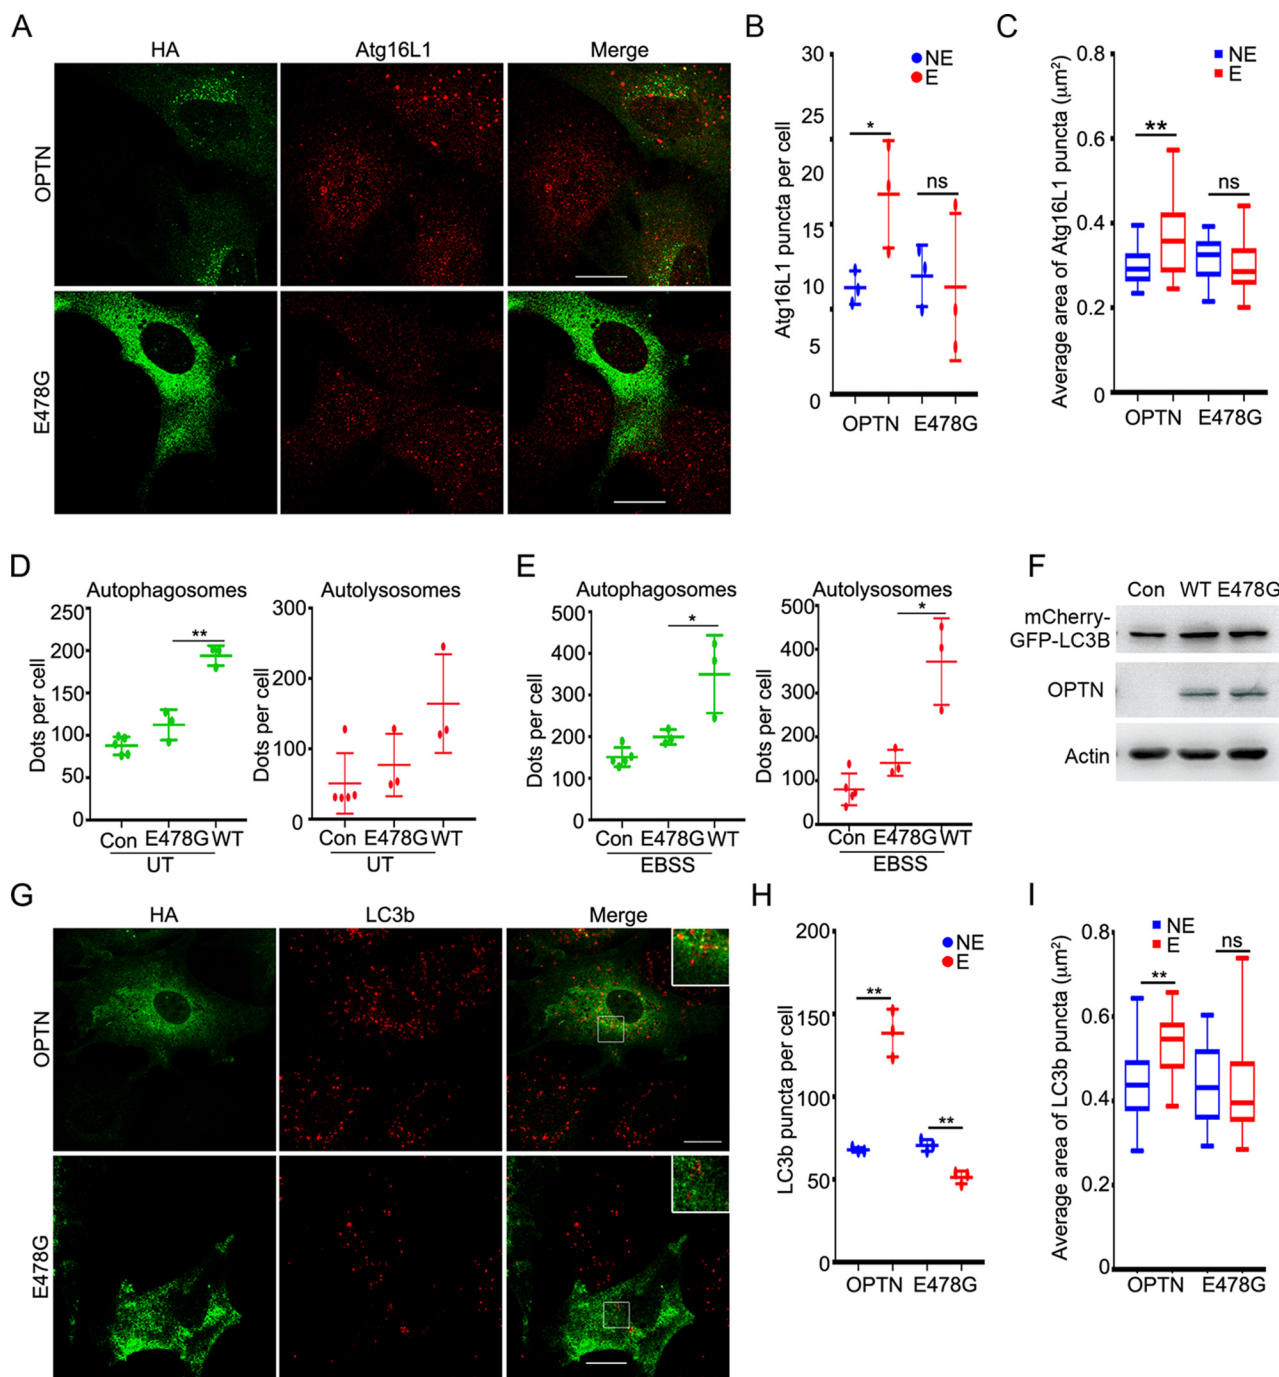 A
HA
Atg16L1
Merge
OPTN
E478G
B
Atg16L1 puncta per cell
30
25
20
15
10
5
0
NE
E
*
ns
OPTN
E478G
C
Average area of Atg16L1 puncta (µm²)
0.8
0.6
0.4
0.2
0
NE
E
**
ns
OPTN
E478G
D
Autophagosomes
Dots per cell
250
200
150
100
50
0
**
Con E478G WT
UT
Autolysosomes
Dots per cell
300
200
100
0
Con E478G WT
UT
E
Autophagosomes
Dots per cell
500
400
300
200
100
0
*
Con E478G WT
EBSS
Autolysosomes
Dots per cell
500
400
300
200
100
0
*
Con E478G WT
EBSS
F
Con WT E478G
mCherry-
GFP-LC3B
OPTN
Actin
G
HA
LC3b
Merge
OPTN
E478G
H
LC3b puncta per cell
200
150
100
50
0
NE
E
**
**
OPTN
E478G
I
Average area of LC3b puncta (µm²)
0.8
0.6
0.4
0.2
0
NE
E
**
ns
OPTN
E478G